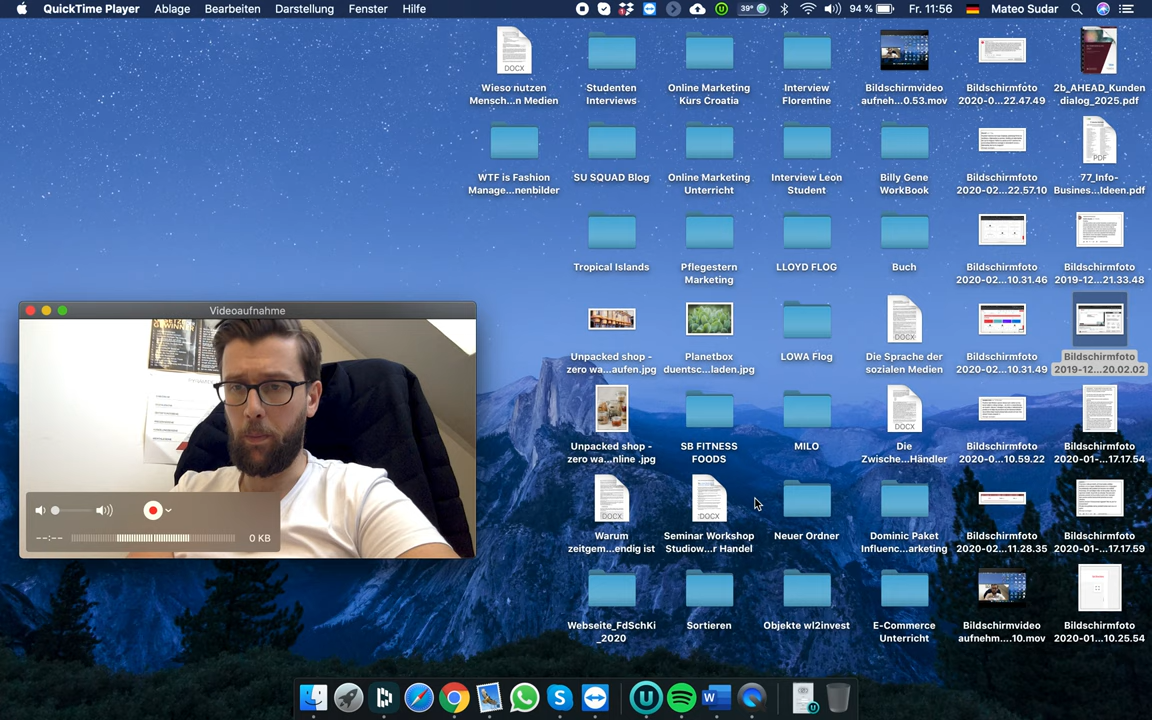 QuickTime Player Ablage Bearbeiten Darstellung Fenster Hilfe 39° 94 % Fr. 11:56 Mateo Sudar
Wieso nutzen
Mensch...n Medien
Studenten
Interviews
Online Marketing
Kurs Croatia
Interview
Florentine
Bildschirmvideo
aufneh...0.53.mov
Bildschirmfoto
2020-0...22.47.49
2b_AHEAD_Kunden
dialog_2025.pdf
WTF is Fashion
Manage...nenbilder
SU SQUAD Blog
Online Marketing
Unterricht
Interview Leon
Student
Billy Gene
WorkBook
Bildschirmfoto
2020-02...22.57.10
77_Info-
Busines...Ideen.pdf
Tropical Islands
Pflegestern
Marketing
LLOYD FLOG
Buch
Bildschirmfoto
2020-02...10.31.46
Bildschirmfoto
2019-12...21.33.48
Unpacked shop -
zero wa...aufen.jpg
Planetbox
duentsc...laden.jpg
LOWA Flog
Die Sprache der
sozialen Medien
Bildschirmfoto
2020-02...10.31.49
Bildschirmfoto
2019-12...20.02.02
Unpacked shop -
zero wa...nline .jpg
SB FITNESS
FOODS
MILO
Die
Zwische...Händler
Bildschirmfoto
2020-0...10.59.22
Bildschirmfoto
2020-01-...17.17.54
Warum
zeitgem...endig ist
Seminar Workshop
Studiow...r Handel
Neuer Ordner
Dominic Paket
Influenc...arketing
Bildschirmfoto
2020-02...11.28.35
Bildschirmfoto
2020-01-...17.17.59
Webseite_FdSchKi
_2020
Sortieren
Objekte wI2invest
E-Commerce
Unterricht
Bildschirmvideo
aufnehm...10.mov
Bildschirmfoto
2020-01...10.25.54
DOCX
PDF
DOCX
DOCX
DOCX
DOCX
Videoaufnahme
GEWINNER
--:--
0 KB